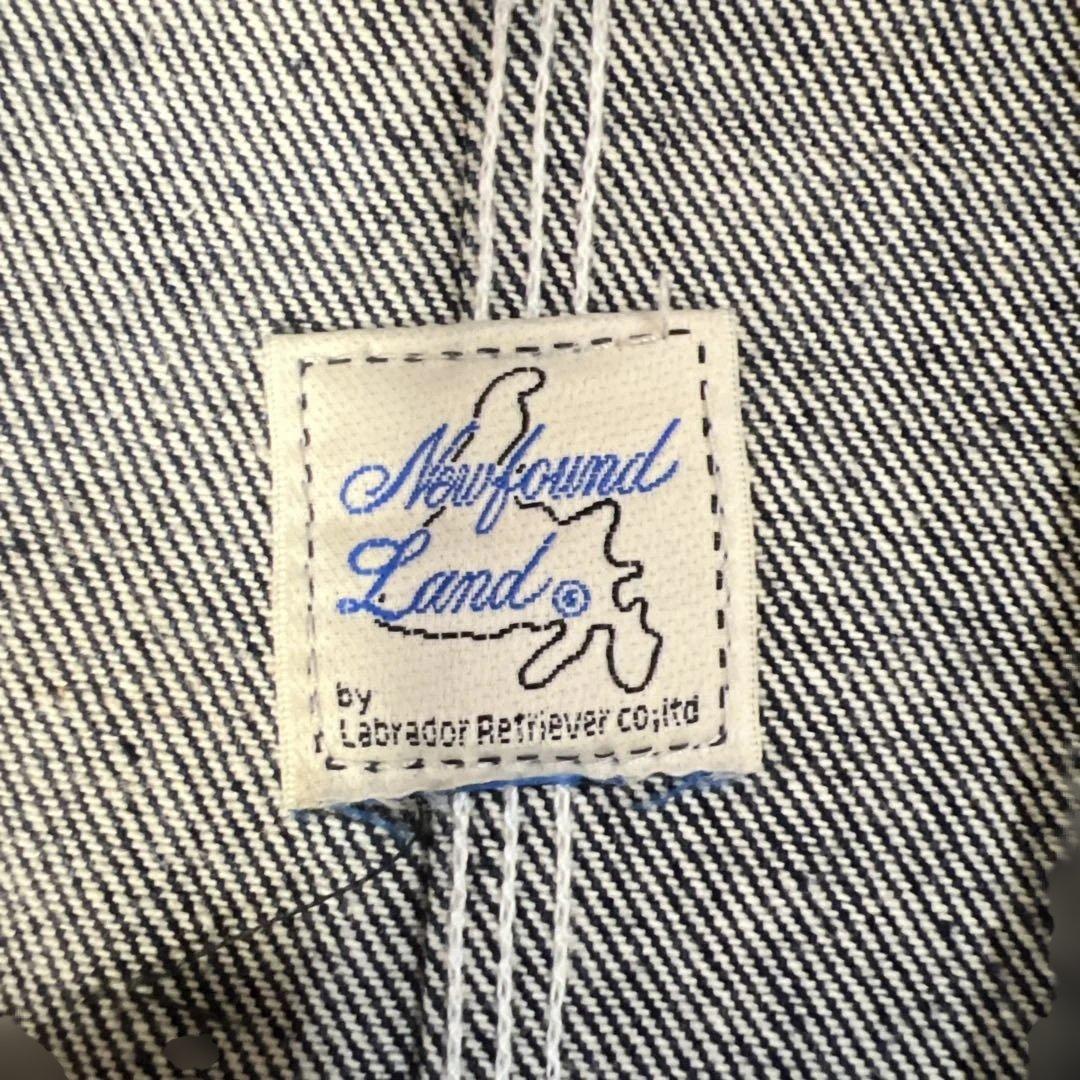 Newfound
Land ©
by
Labrador Retriever co;ltd